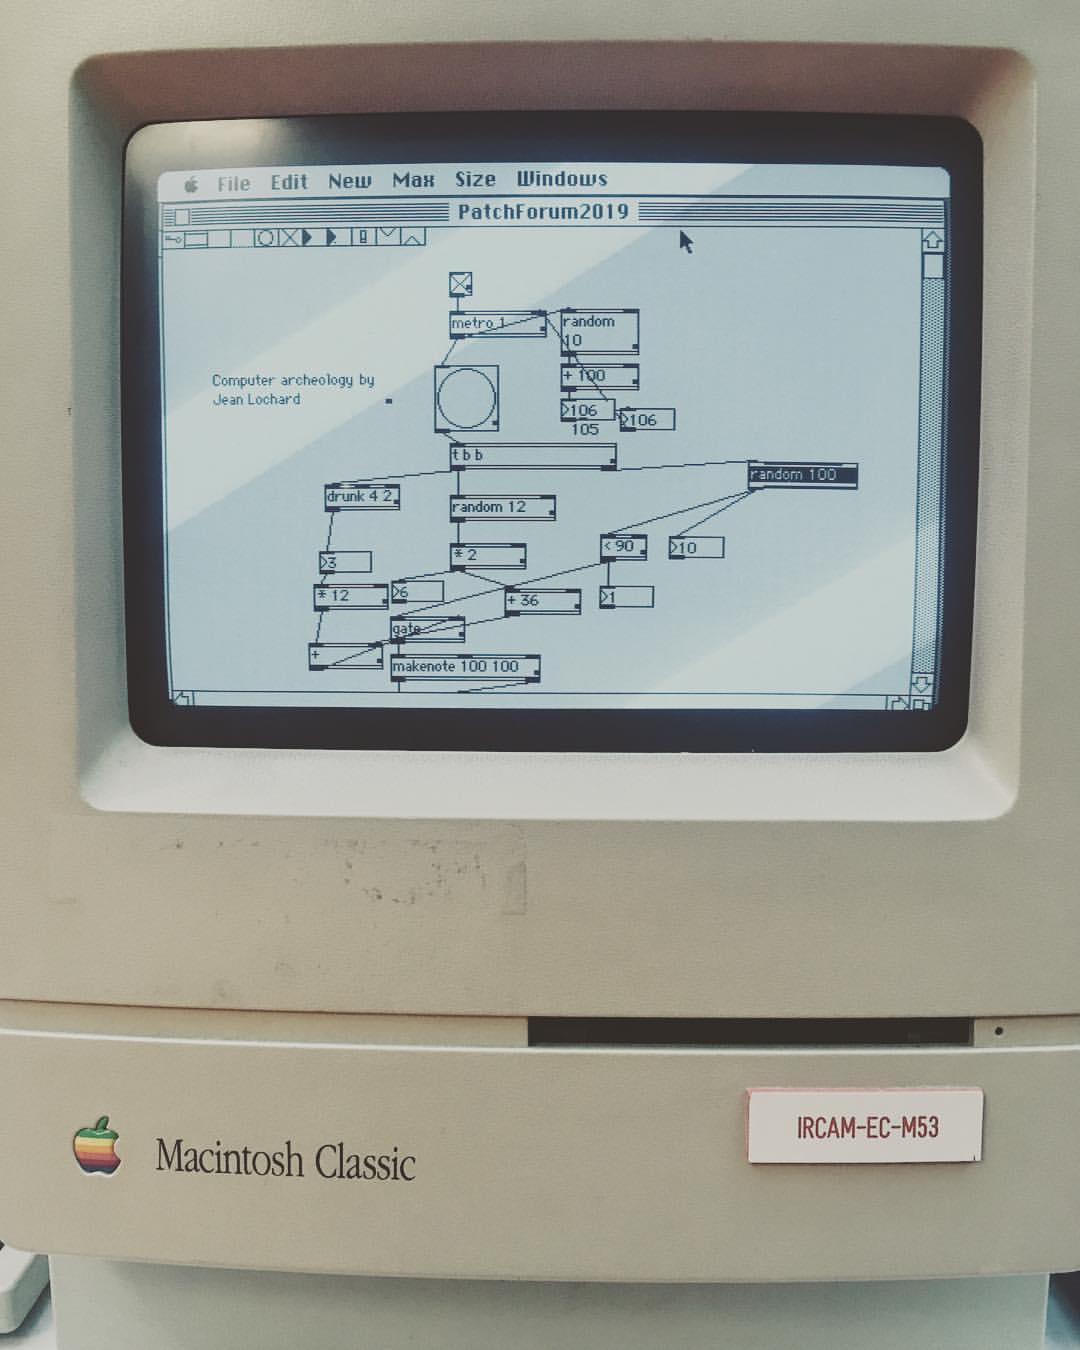 File Edit New Max Size Windows
PatchForum2019
metro 1
random
10
+ 100
106
105
106
Computer archeology by
Jean Lochard
t b b
random 100
drunk 4 2
random 12
< 90
10
3
* 2
* 12
6
+ 36
1
gate
+
makenote 100 100
Macintosh Classic
IRCAM-EC-M53